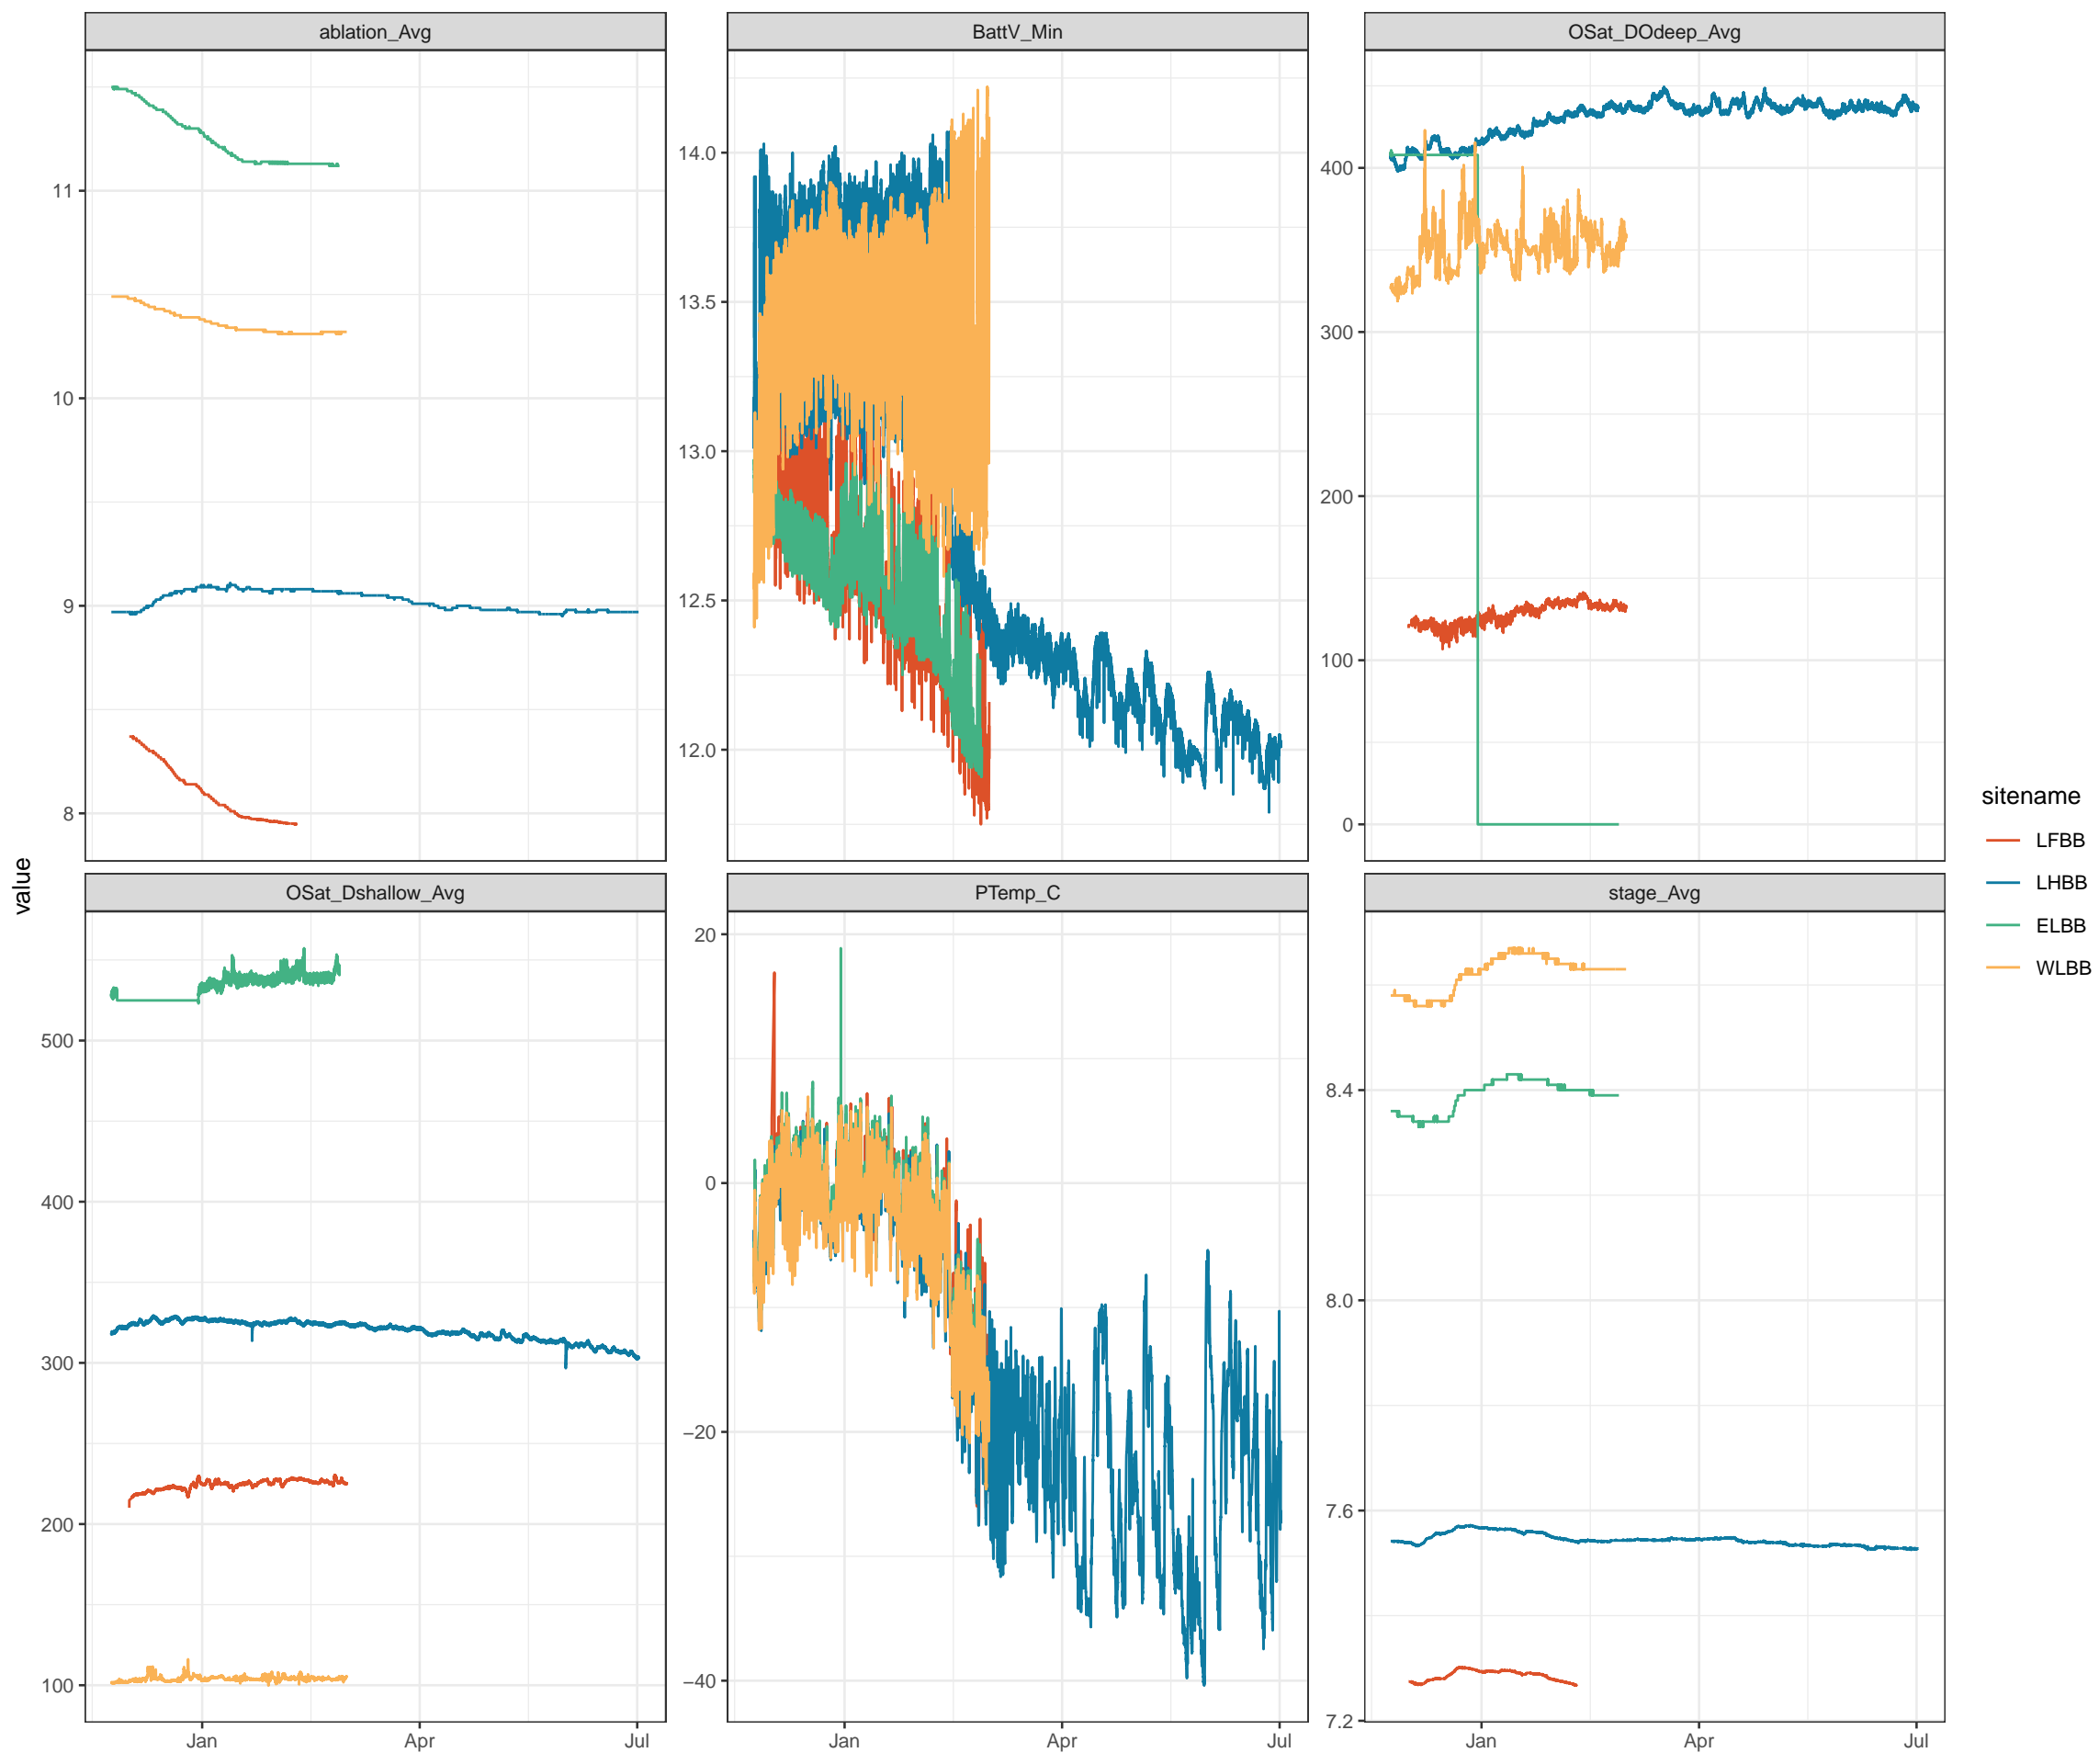 ablation_Avg
BattV_Min
OSat_DOdeep_Avg
11
10
9
8
14.0
13.5
13.0
12.5
12.0
400
300
200
100
0
value
OSat_Dshallow_Avg
PTemp_C
stage_Avg
500
400
300
200
100
20
0
−20
−40
8.4
8.0
7.6
7.2
Jan Apr Jul
Jan Apr Jul
Jan Apr Jul
sitename
LFBB
LHBB
ELBB
WLBB